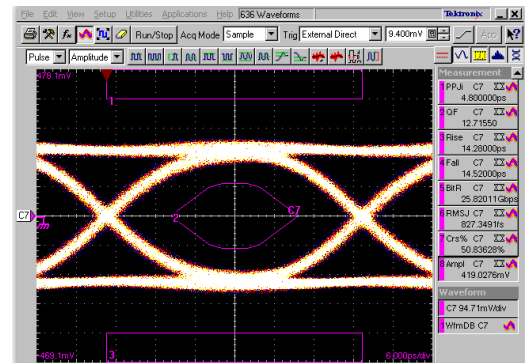 File Edit View Setup Utilities Applications Help 636 Waveforms Tektronix
Run/Stop Acq Mode Sample Trig External Direct 9.400mV App
Pulse Amplitude
478.1mV
1
2
C7
C7
3
-469.1mV
6.000ps/div
Measurement
1 PPJi C7
4.800000ps
2 QF C7
12.71550
3 Rise C7
14.28000ps
4 Fall C7
14.52000ps
5 BitR C7
25.82011Gbps
6 RMSJ C7
827.3491fs
7 Crs% C7
50.83628%
8 Ampl C7
419.0276mV
Waveform
C7 94.71mV/div
1 WfmDB C7